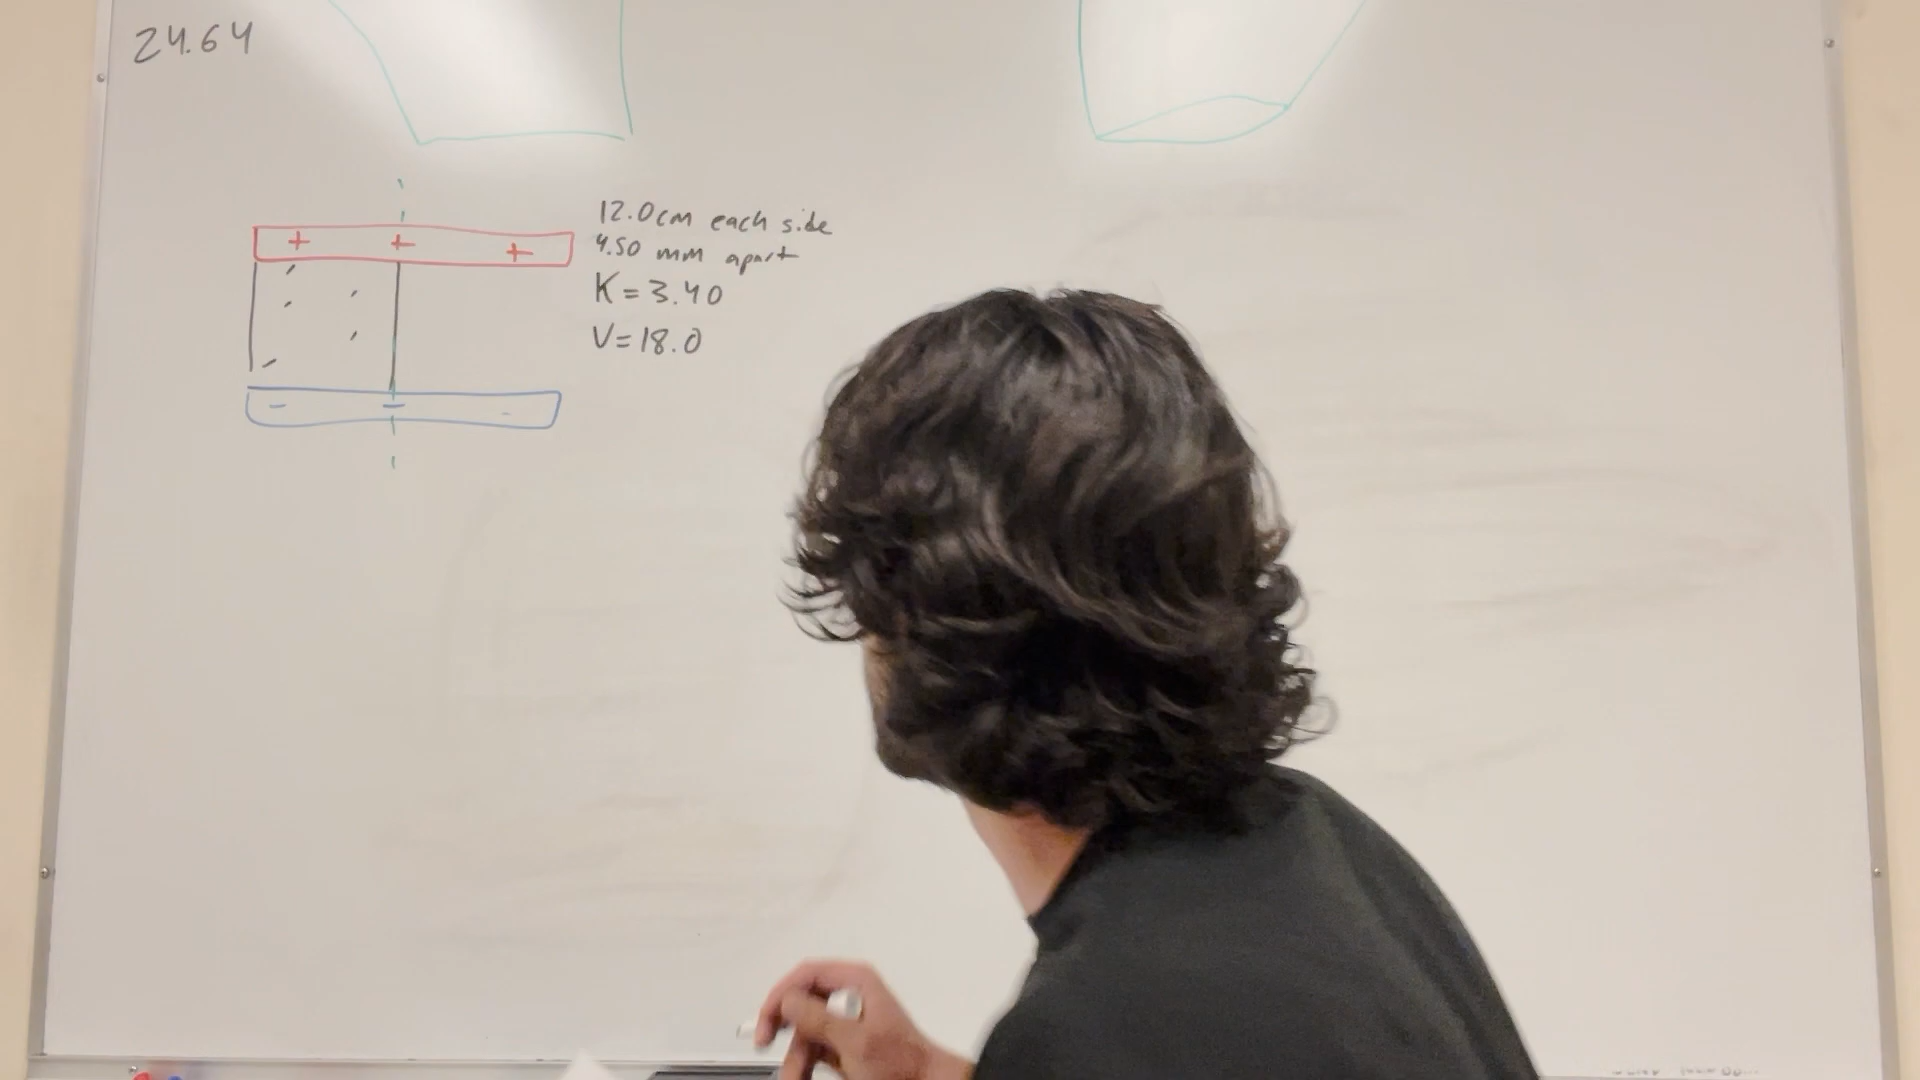 24.64
12.0cm each side
4.50 mm apart
K = 3.40
V = 18.0
+ + +
- - -